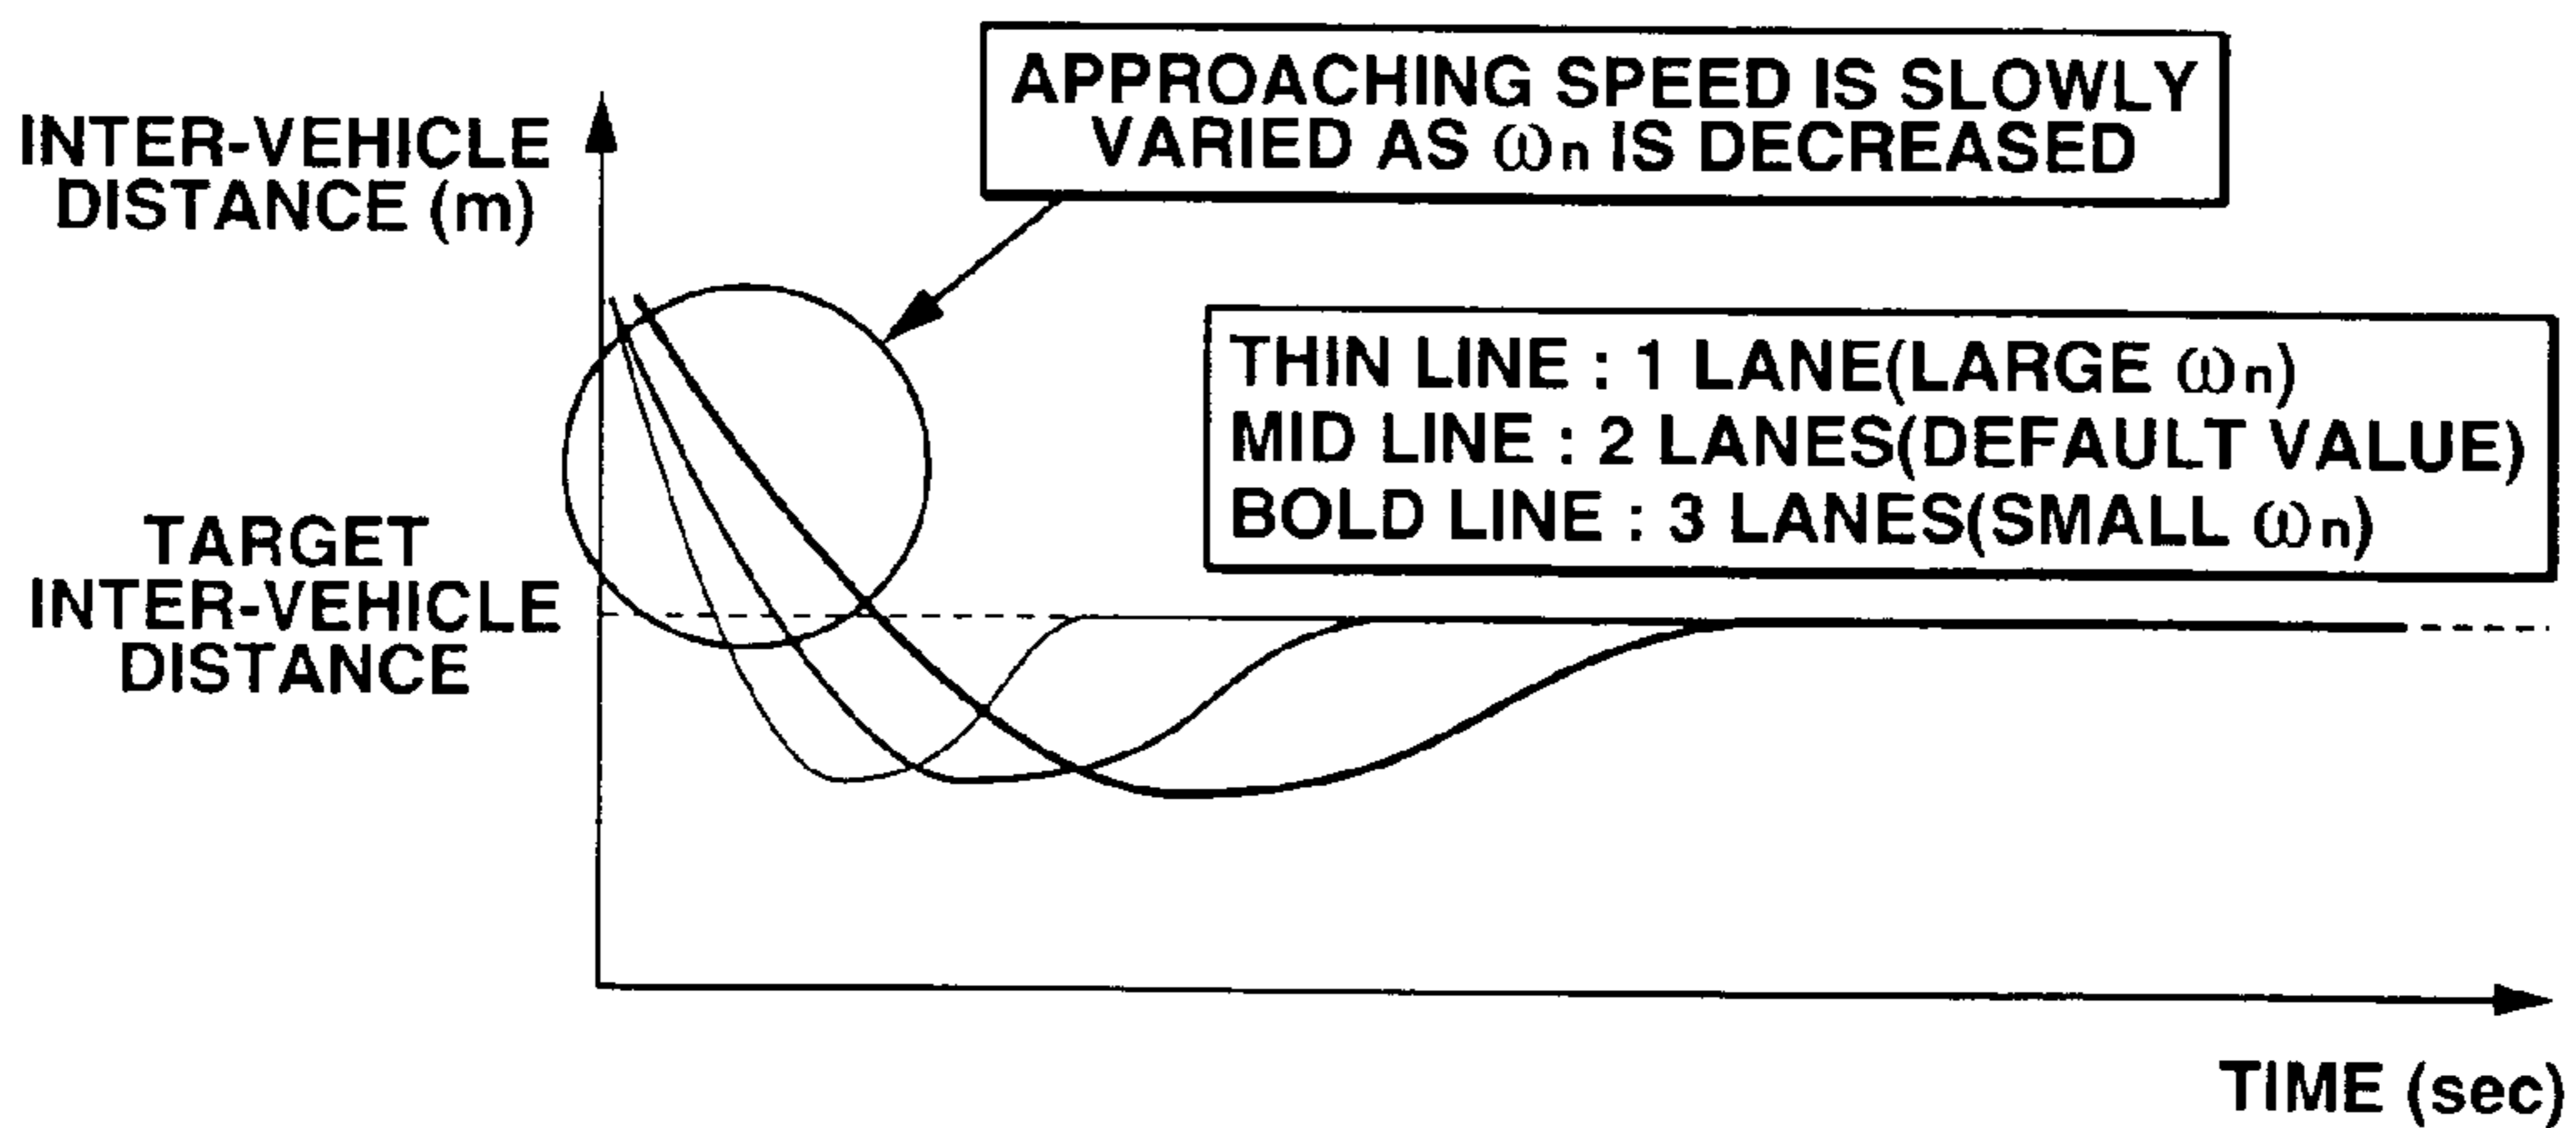 APPROACHING SPEED IS SLOWLY
VARIED AS ωn IS DECREASED
INTER-VEHICLE
DISTANCE (m)
THIN LINE : 1 LANE(LARGE ωn)
MID LINE : 2 LANES(DEFAULT VALUE)
BOLD LINE : 3 LANES(SMALL ωn)
TARGET
INTER-VEHICLE
DISTANCE
TIME (sec)